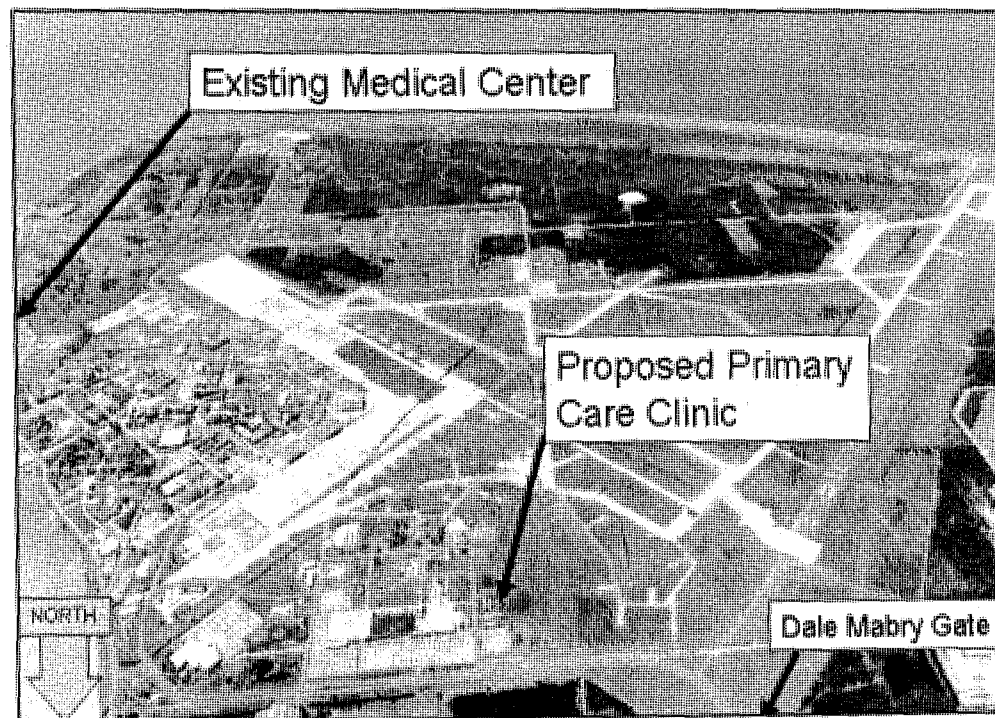 Existing Medical Center
Proposed Primary
Care Clinic
NORTH
Dale Mabry Gate